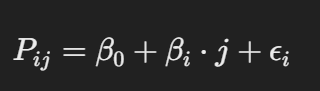 P_{ij} = β_0 + β_i · j + ϵ_i